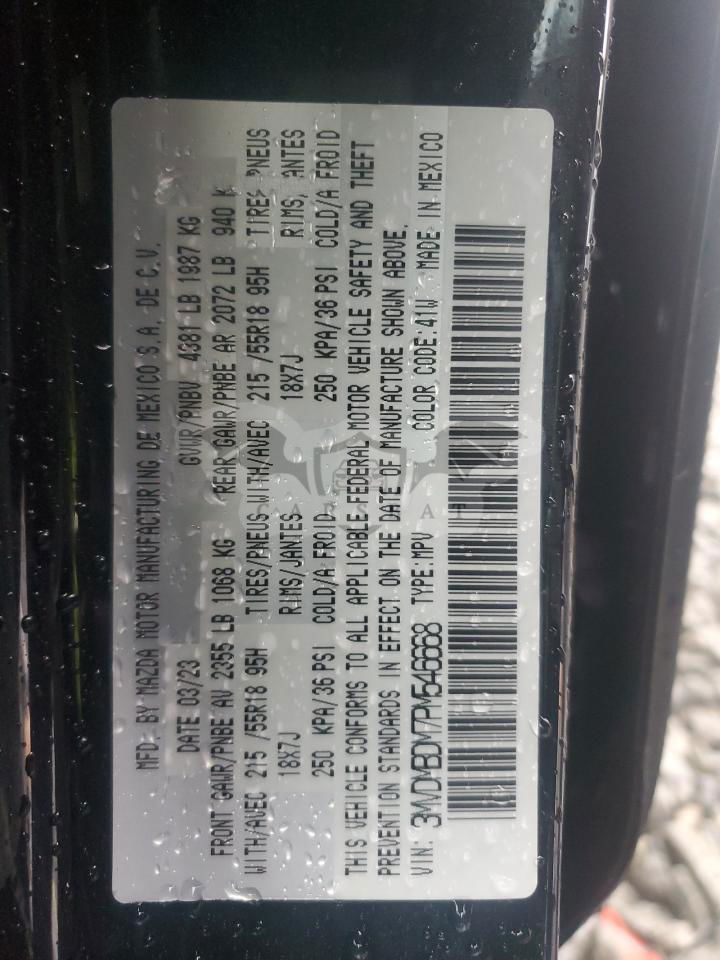 MFD. BY MAZDA MOTOR MANUFACTURING DE MEXICO S.A. DE C.V.
DATE 03/23 GVWR/PNBV 4381 LB 1987 KG
FRONT GAWR/PNBE AV 2355 LB 1068 KG REAR GAWR/PNBE AR 2072 LB 940 K
WITH/AVEC 215 /55R18 95H TIRES/PNEUS WITH/AVEC 215 /55R18 95H TIRES PNEUS
18X7J RIMS/JANTES 18X7J RIMS/JANTES
250 KPA/36 PSI COLD/A FROID 250 KPA/36 PSI COLD/A FROID
THIS VEHICLE CONFORMS TO ALL APPLICABLE FEDERAL MOTOR VEHICLE SAFETY AND THEFT
PREVENTION STANDARDS IN EFFECT ON THE DATE OF MANUFACTURE SHOWN ABOVE.
VIN: 3MVDMBDM7PM546668 TYPE:MPV COLOR CODE:41W MADE IN MEXICO